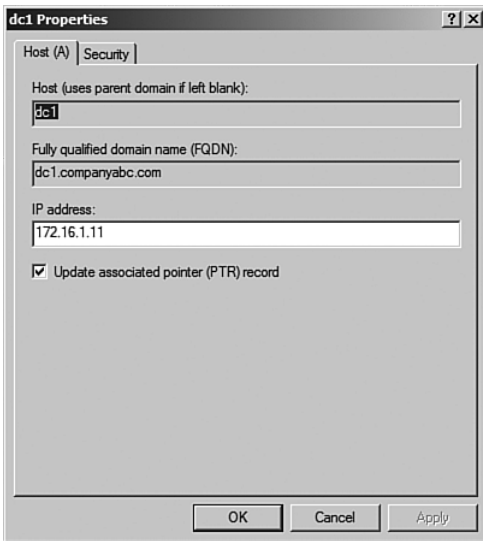 dc1 Properties
Host (A) Security
Host (uses parent domain if left blank):
dc1
Fully qualified domain name (FQDN):
dc1.companyabc.com
IP address:
172.16.1.11
Update associated pointer (PTR) record
OK Cancel Apply